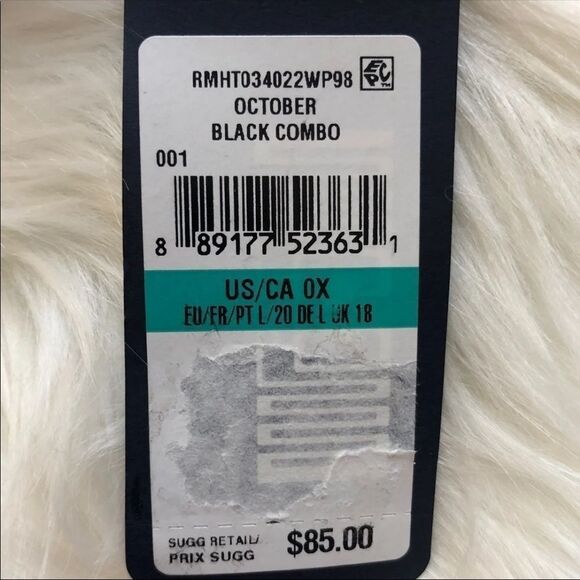 RMHT034022WP98 EPC™
OCTOBER
BLACK COMBO
001
8 89177 52363 1
US/CA 0X
EU/FR/PT L/20 DE L UK 18
SUGG RETAIL/
PRIX SUGG $85.00